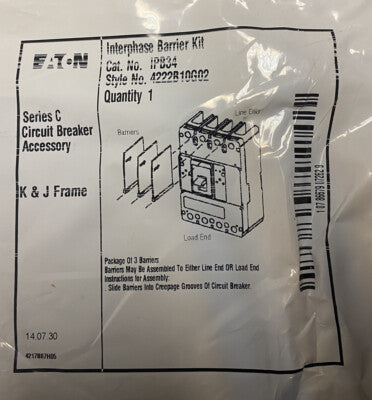 EATON
Interphase Barrier Kit
Cat. No. IPB34
Style No. 4222B10G02
Quantity 1
Series C
Circuit Breaker
Accessory
K & J Frame
Line End
Barriers
Load End
Package Of 3 Barriers
Barriers May Be Assembled To Either Line End OR Load End
Instructions for Assembly:
Slide Barriers Into Creepage Grooves Of Circuit Breaker.
14.07.30